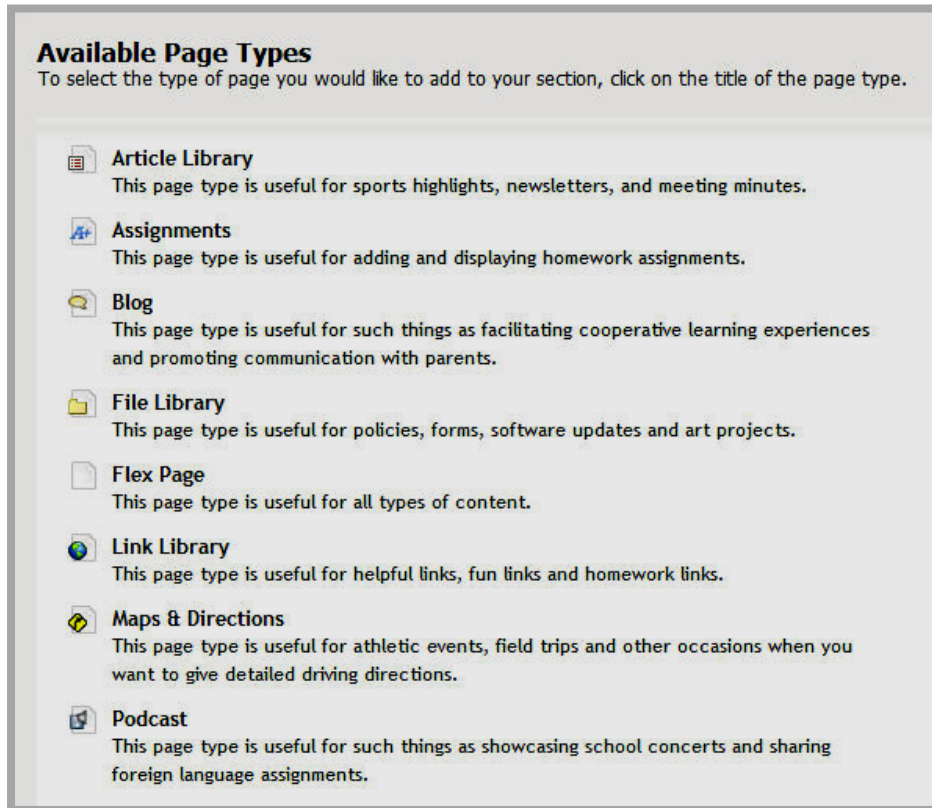 Available Page Types
To select the type of page you would like to add to your section, click on the title of the page type.
Article Library
This page type is useful for sports highlights, newsletters, and meeting minutes.
A+ Assignments
This page type is useful for adding and displaying homework assignments.
Blog
This page type is useful for such things as facilitating cooperative learning experiences
and promoting communication with parents.
File Library
This page type is useful for policies, forms, software updates and art projects.
Flex Page
This page type is useful for all types of content.
Link Library
This page type is useful for helpful links, fun links and homework links.
Maps & Directions
This page type is useful for athletic events, field trips and other occasions when you
want to give detailed driving directions.
Podcast
This page type is useful for such things as showcasing school concerts and sharing
foreign language assignments.